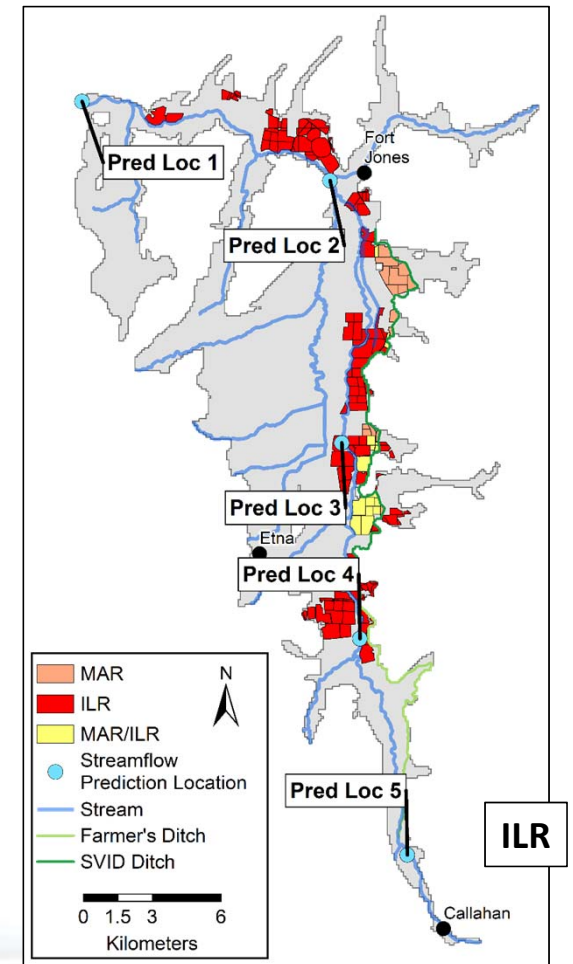 Fort
Jones
Pred Loc 1
Pred Loc 2
Pred Loc 3
Etna
Pred Loc 4
Pred Loc 5
Callahan
ILR
MAR
ILR
MAR/ILR
Streamflow
Prediction Location
Stream
Farmer's Ditch
SVID Ditch
N
0 1.5 3 6
Kilometers